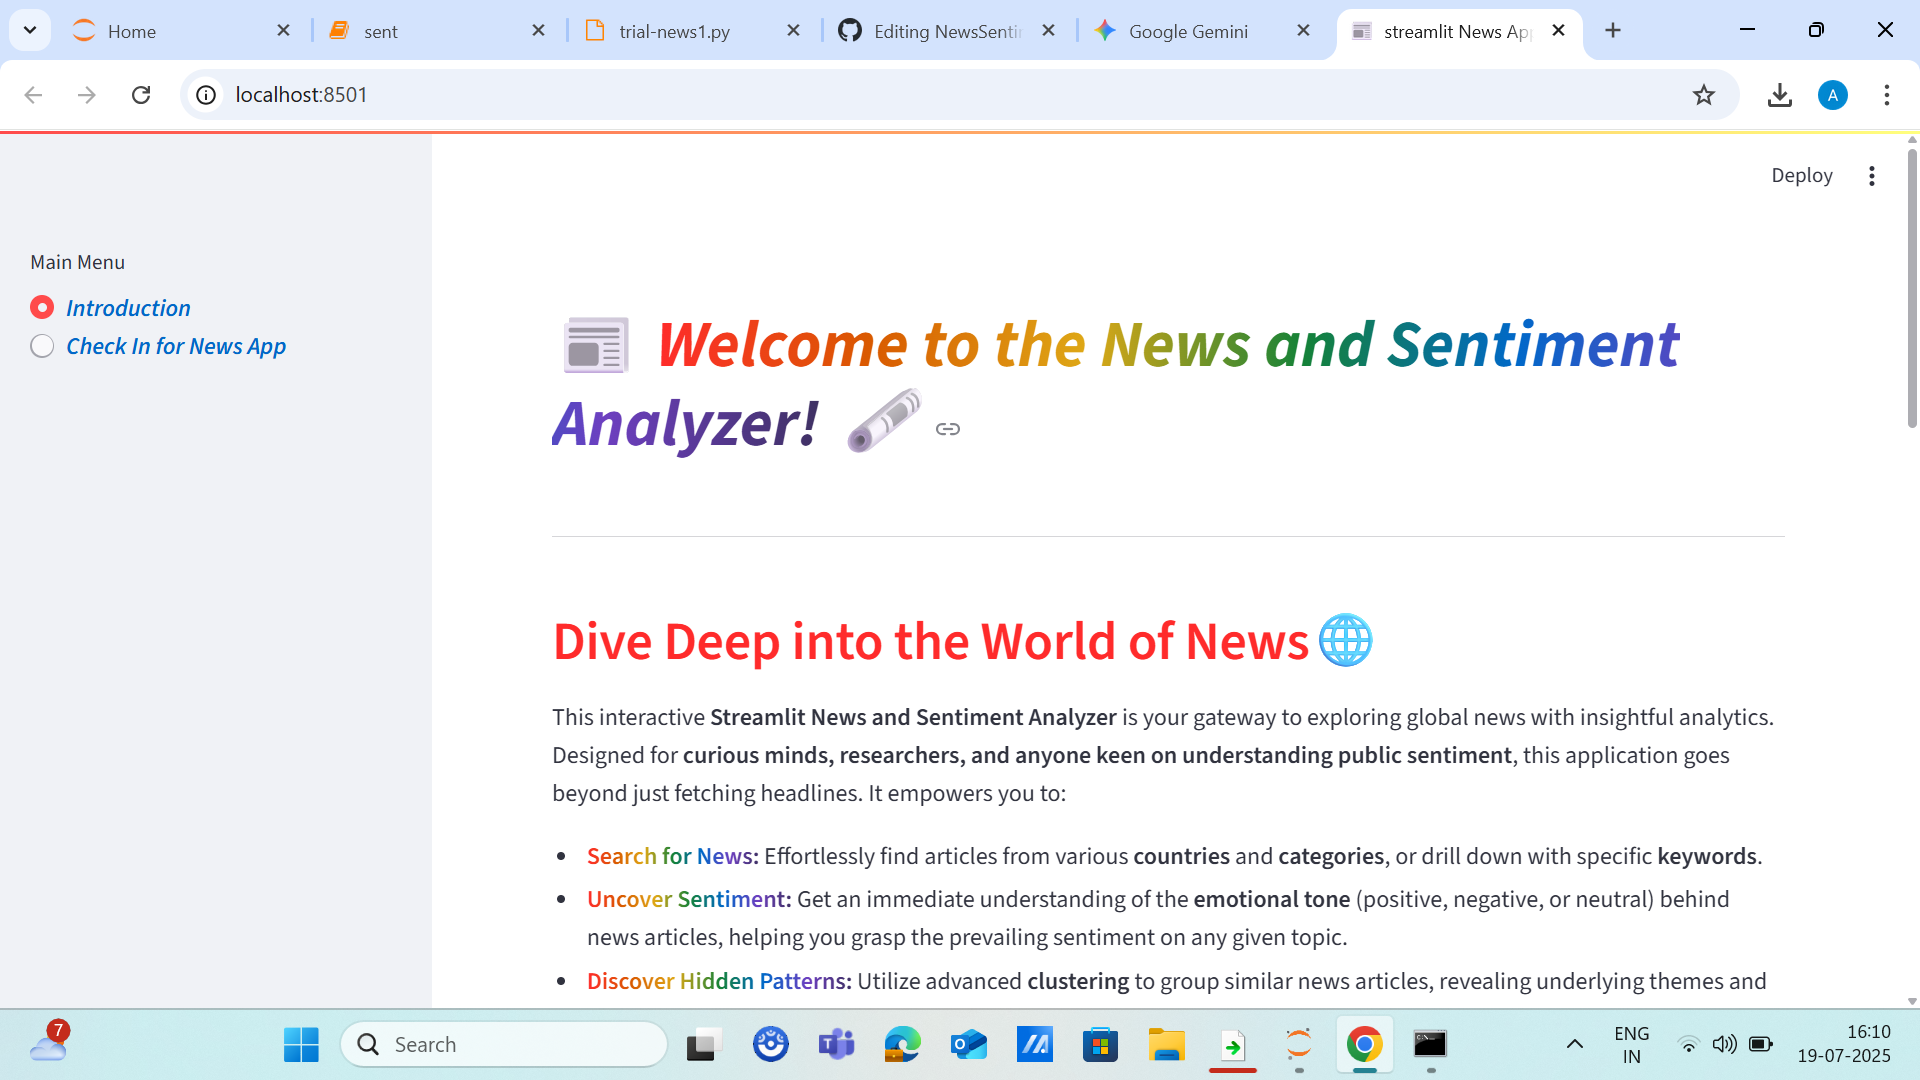 Home
sent
trial-news1.py
Editing NewsSenti
Google Gemini
streamlit News App
localhost:8501
A
Deploy
Main Menu
Introduction
Check In for News App
Welcome to the News and Sentiment
Analyzer!
Dive Deep into the World of News
This interactive Streamlit News and Sentiment Analyzer is your gateway to exploring global news with insightful analytics.
Designed for curious minds, researchers, and anyone keen on understanding public sentiment, this application goes
beyond just fetching headlines. It empowers you to:
Search for News: Effortlessly find articles from various countries and categories, or drill down with specific keywords.
Uncover Sentiment: Get an immediate understanding of the emotional tone (positive, negative, or neutral) behind
news articles, helping you grasp the prevailing sentiment on any given topic.
Discover Hidden Patterns: Utilize advanced clustering to group similar news articles, revealing underlying themes and
7
Search
ENG
IN
16:10
19-07-2025